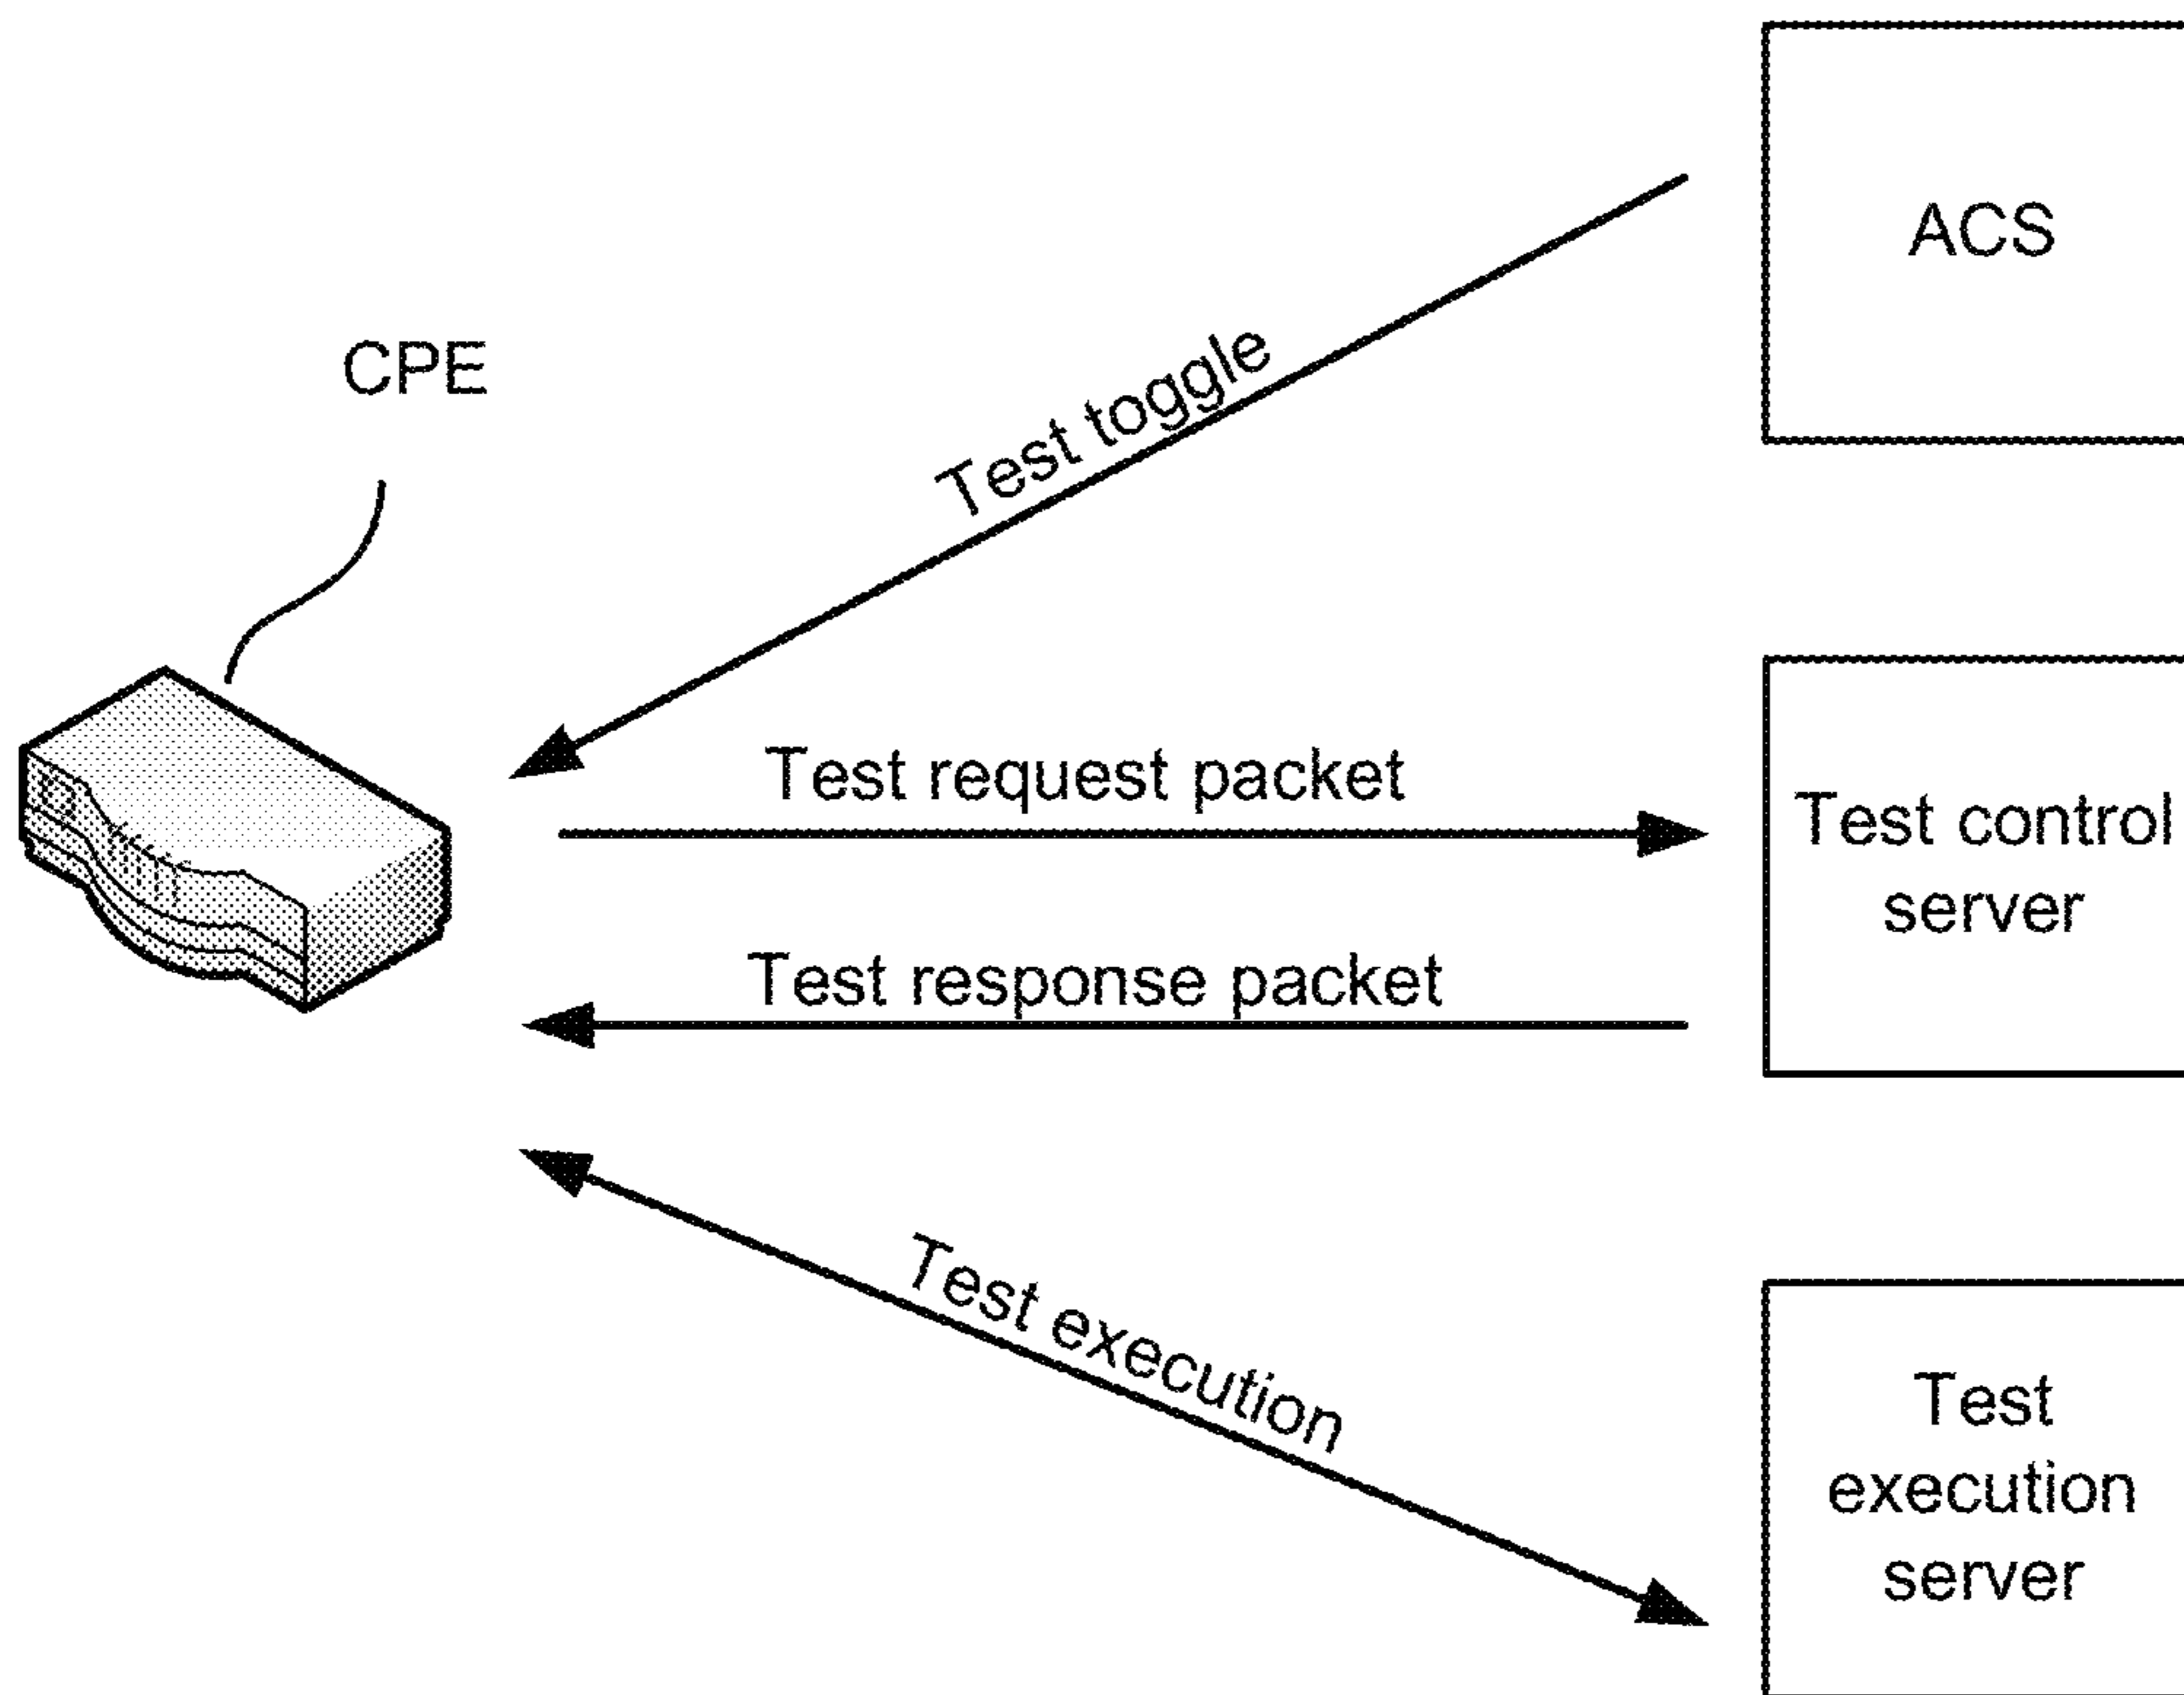 ACS
CPE
Test toggle
Test request packet
Test control
server
Test response packet
Test execution
Test
execution
server